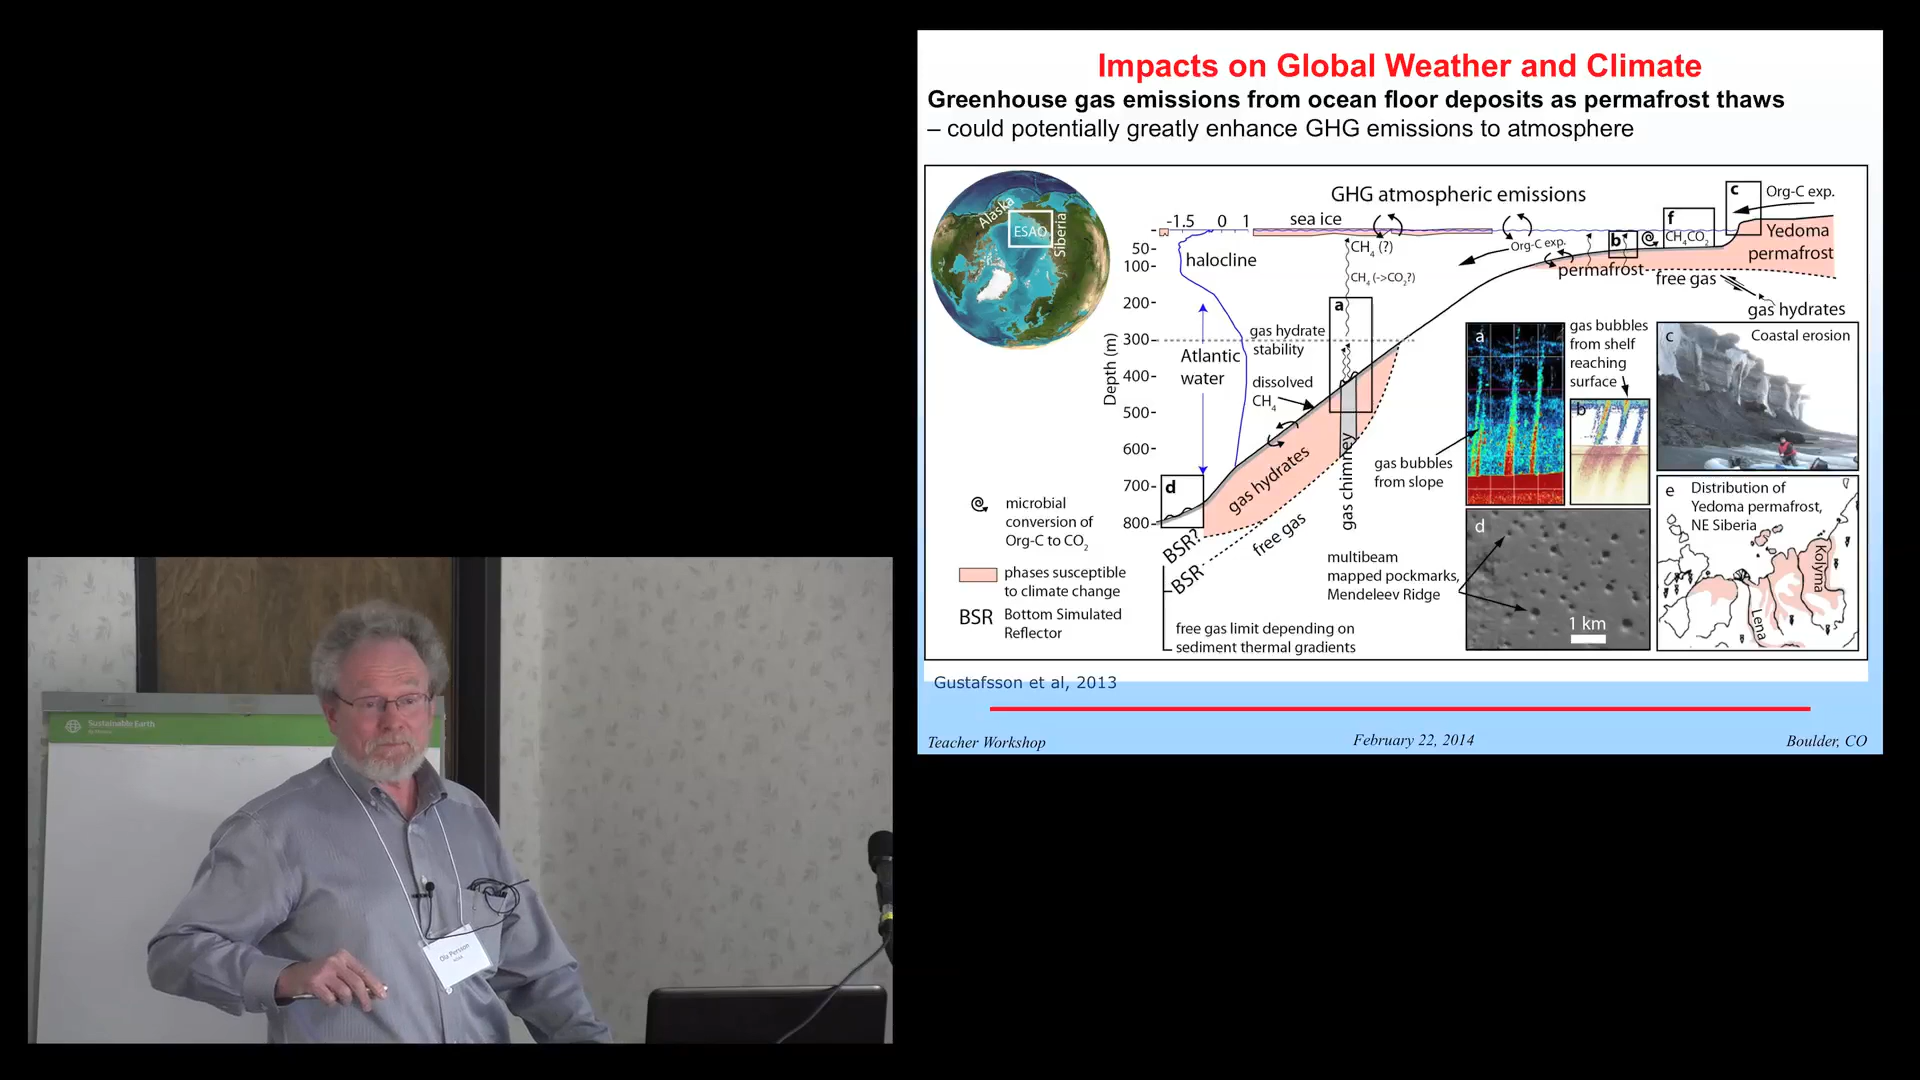 Impacts on Global Weather and Climate
Greenhouse gas emissions from ocean floor deposits as permafrost thaws
– could potentially greatly enhance GHG emissions to atmosphere
Alaska
ESAO
Siberia
GHG atmospheric emissions
-1.5 0 1
sea ice
50
100
200
300
400
500
600
700
800
Depth (m)
halocline
Atlantic
water
CH4 (?)
CH4 (->CO2?)
Org-C exp.
a
b
f
CH4CO2
c
Org-C exp.
Yedoma
permafrost
permafrost
free gas
gas hydrates
gas hydrate
stability
dissolved
CH4
gas hydrates
gas chimney
free gas
d
BSR?
BSR
free gas limit depending on
sediment thermal gradients
microbial
conversion of
Org-C to CO2
phases susceptible
to climate change
BSR
Bottom Simulated
Reflector
a
gas bubbles
from slope
gas bubbles
from shelf
reaching
surface
b
c
Coastal erosion
d
multibeam
mapped pockmarks,
Mendeleev Ridge
1 km
e
Distribution of
Yedoma permafrost,
NE Siberia
Kolyma
Lena
Gustafsson et al, 2013
Teacher Workshop
February 22, 2014
Boulder, CO
Sustainable Earth
Ola Persson